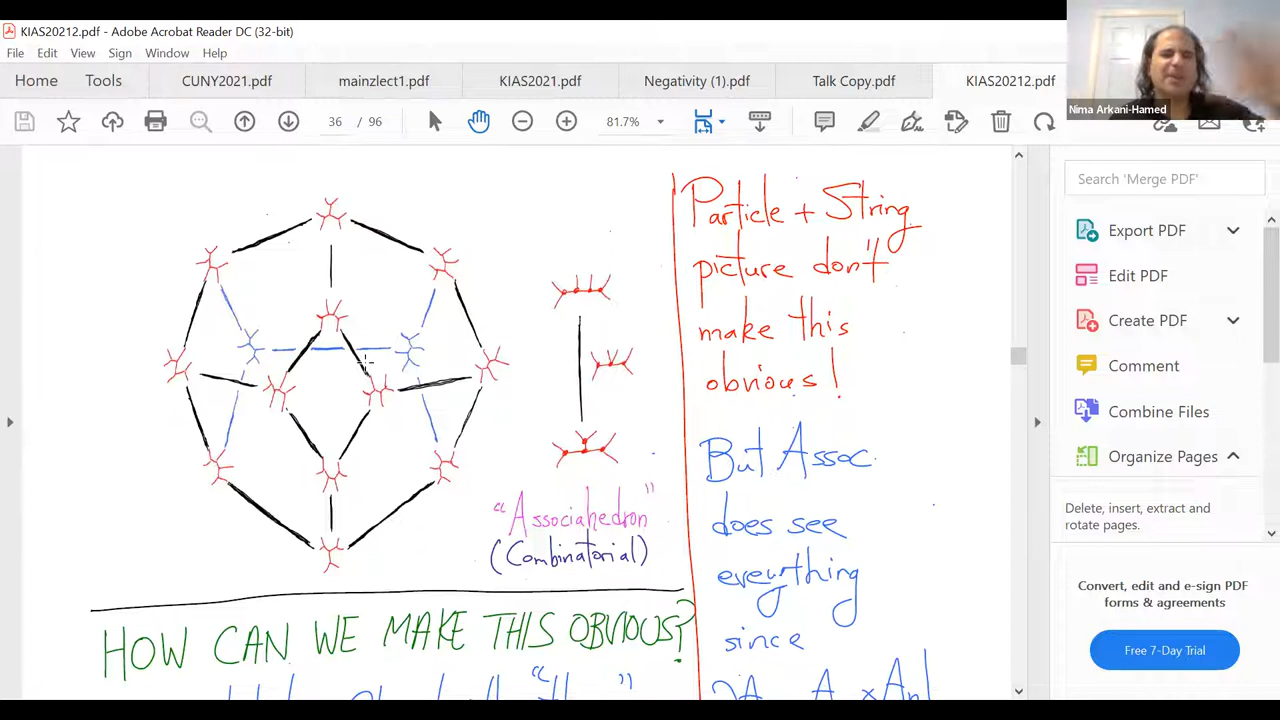 KIAS20212.pdf - Adobe Acrobat Reader DC (32-bit)
File Edit View Sign Window Help
Home Tools CUNY2021.pdf mainzlect1.pdf KIAS2021.pdf Negativity (1).pdf Talk Copy.pdf KIAS20212.pdf
Nima Arkani-Hamed
36 / 96 81.7%
Particle + String
picture don't
make this
obvious!
But Assoc
does see
eveurthing
since
"Associahedron"
(Combinatorial)
HOW CAN WE MAKE THIS OBVIOUS?
Search 'Merge PDF'
Export PDF
Edit PDF
Create PDF
Comment
Combine Files
Organize Pages
Delete, insert, extract and
rotate pages.
Convert, edit and e-sign PDF
forms & agreements
Free 7-Day Trial